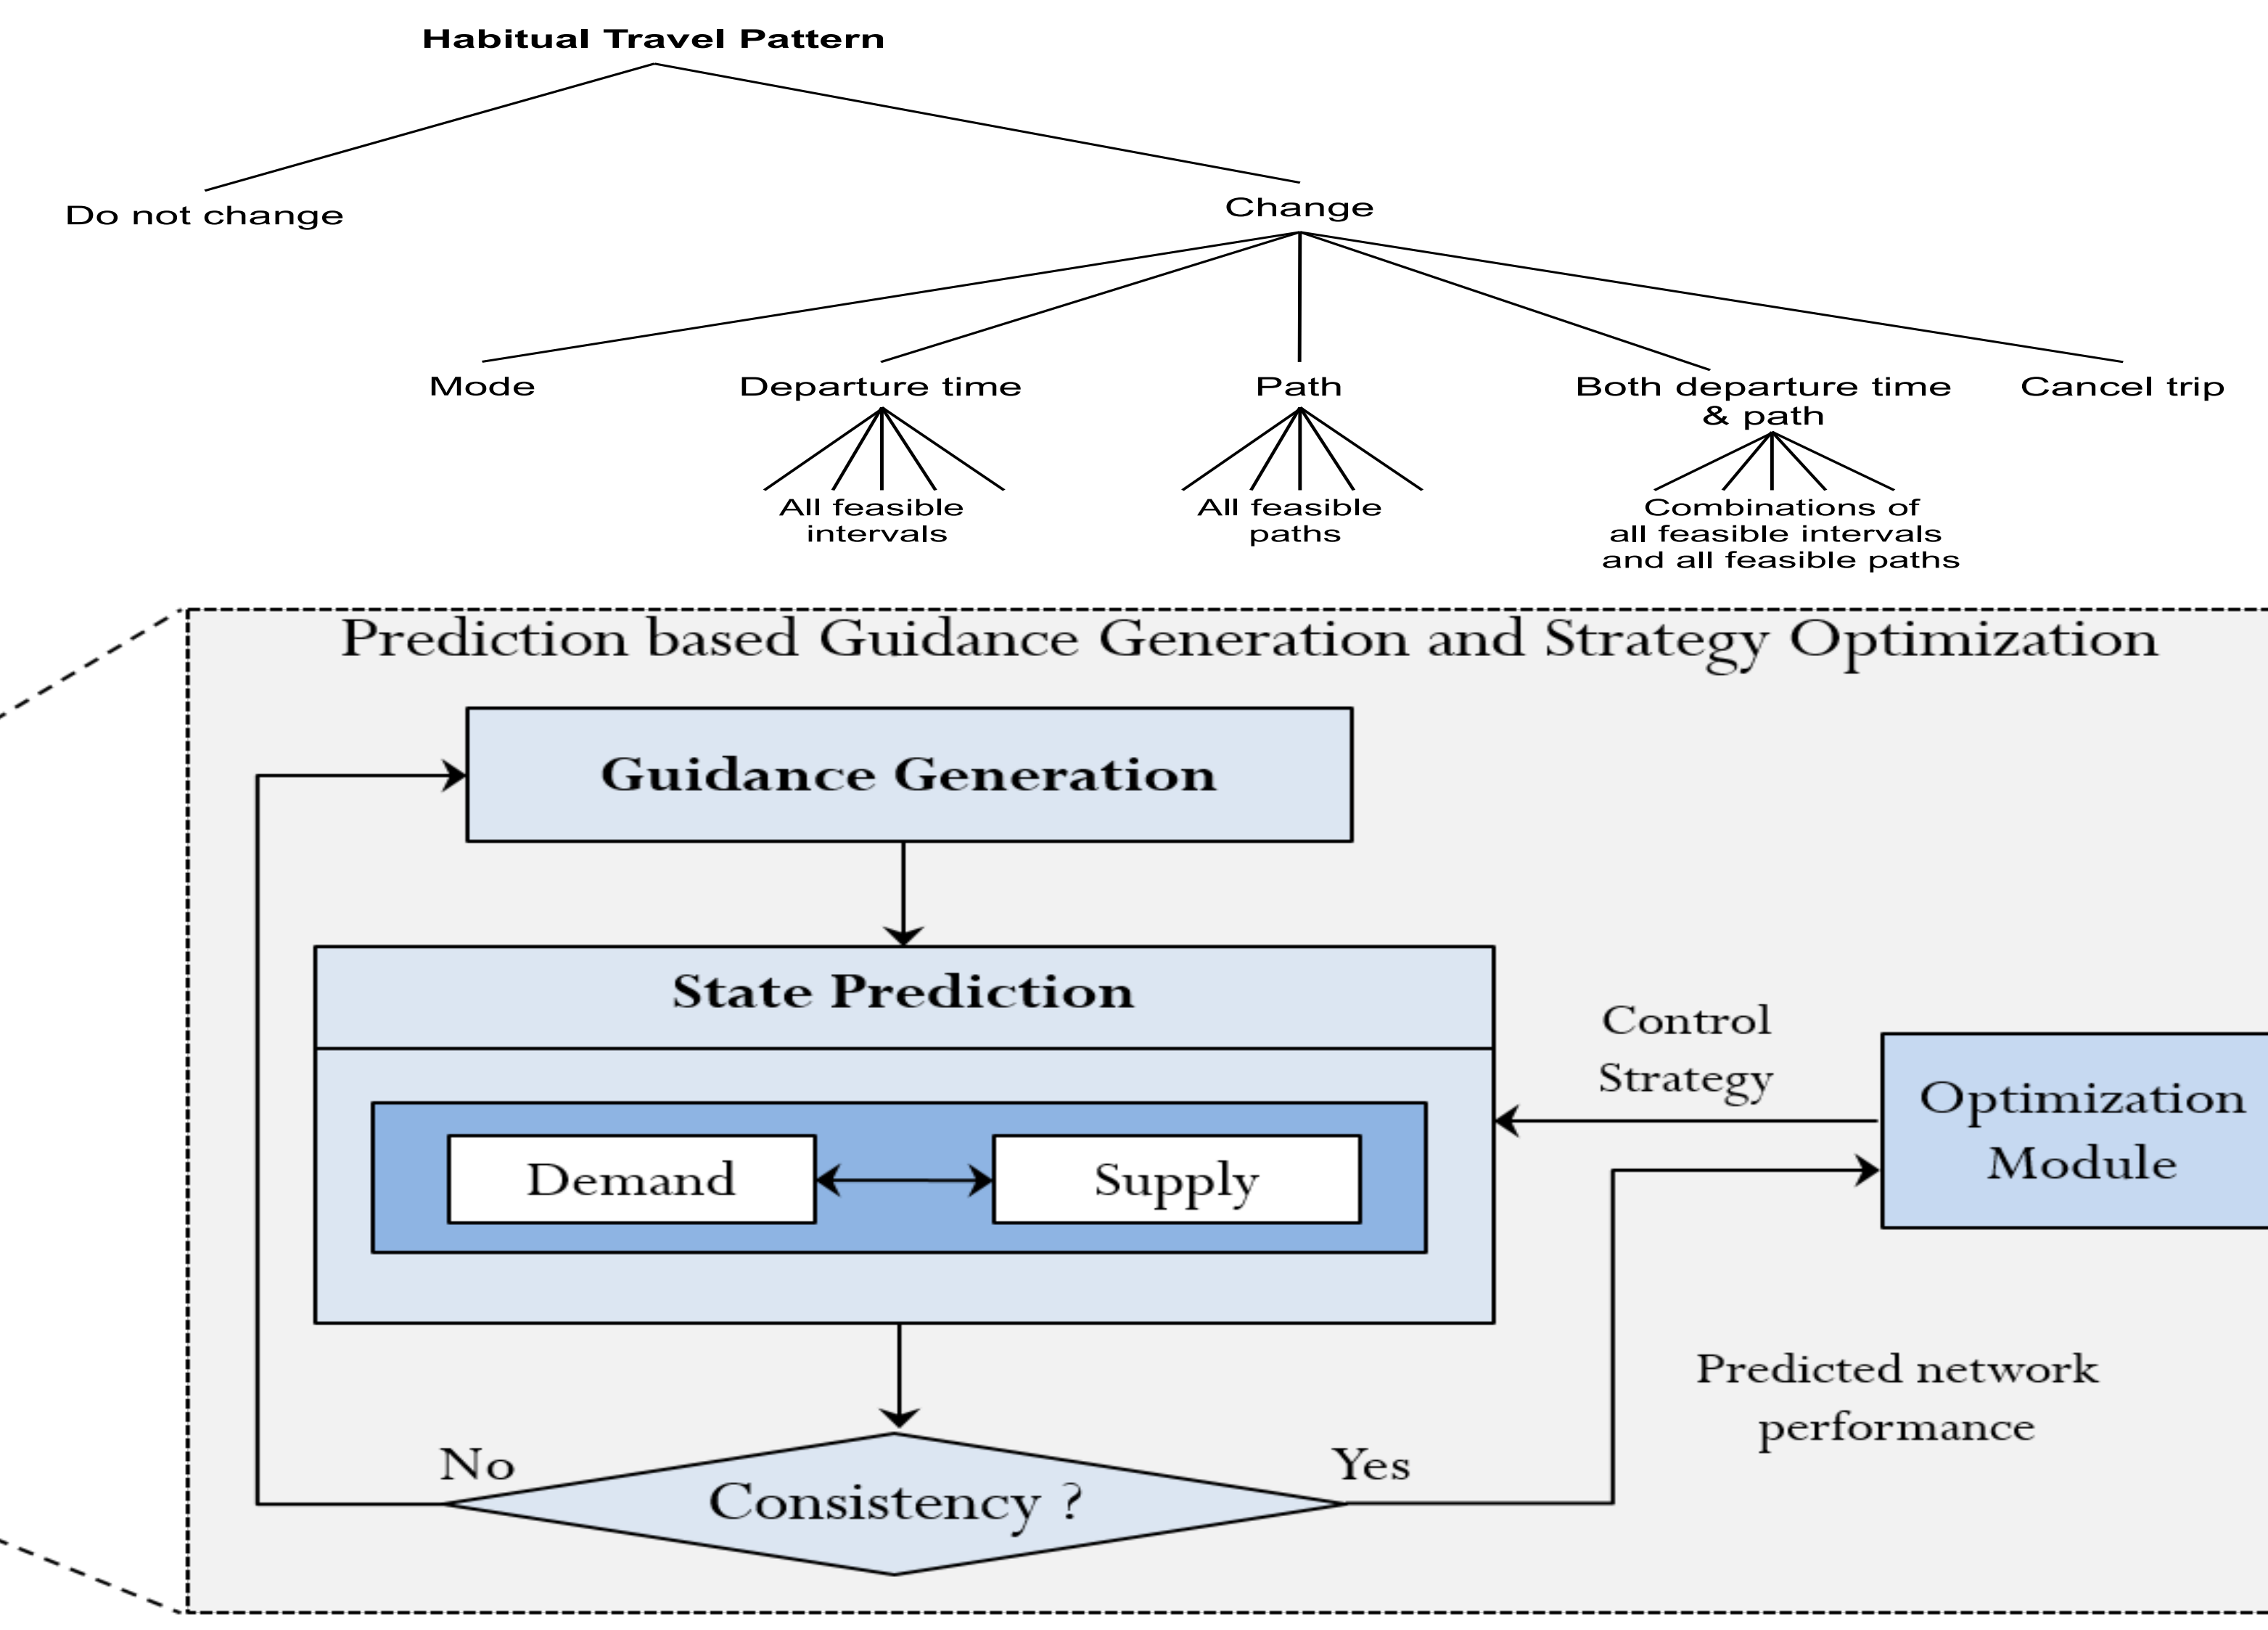 Habitual Travel Pattern
Do not change
Change
Mode
Departure time
Path
Both departure time
& path
Cancel trip
All feasible
intervals
All feasible
paths
Combinations of
all feasible intervals
and all feasible paths
Prediction based Guidance Generation and Strategy Optimization
Guidance Generation
State Prediction
Control
Strategy
Optimization
Module
Demand
Supply
Predicted network
performance
No
Yes
Consistency ?